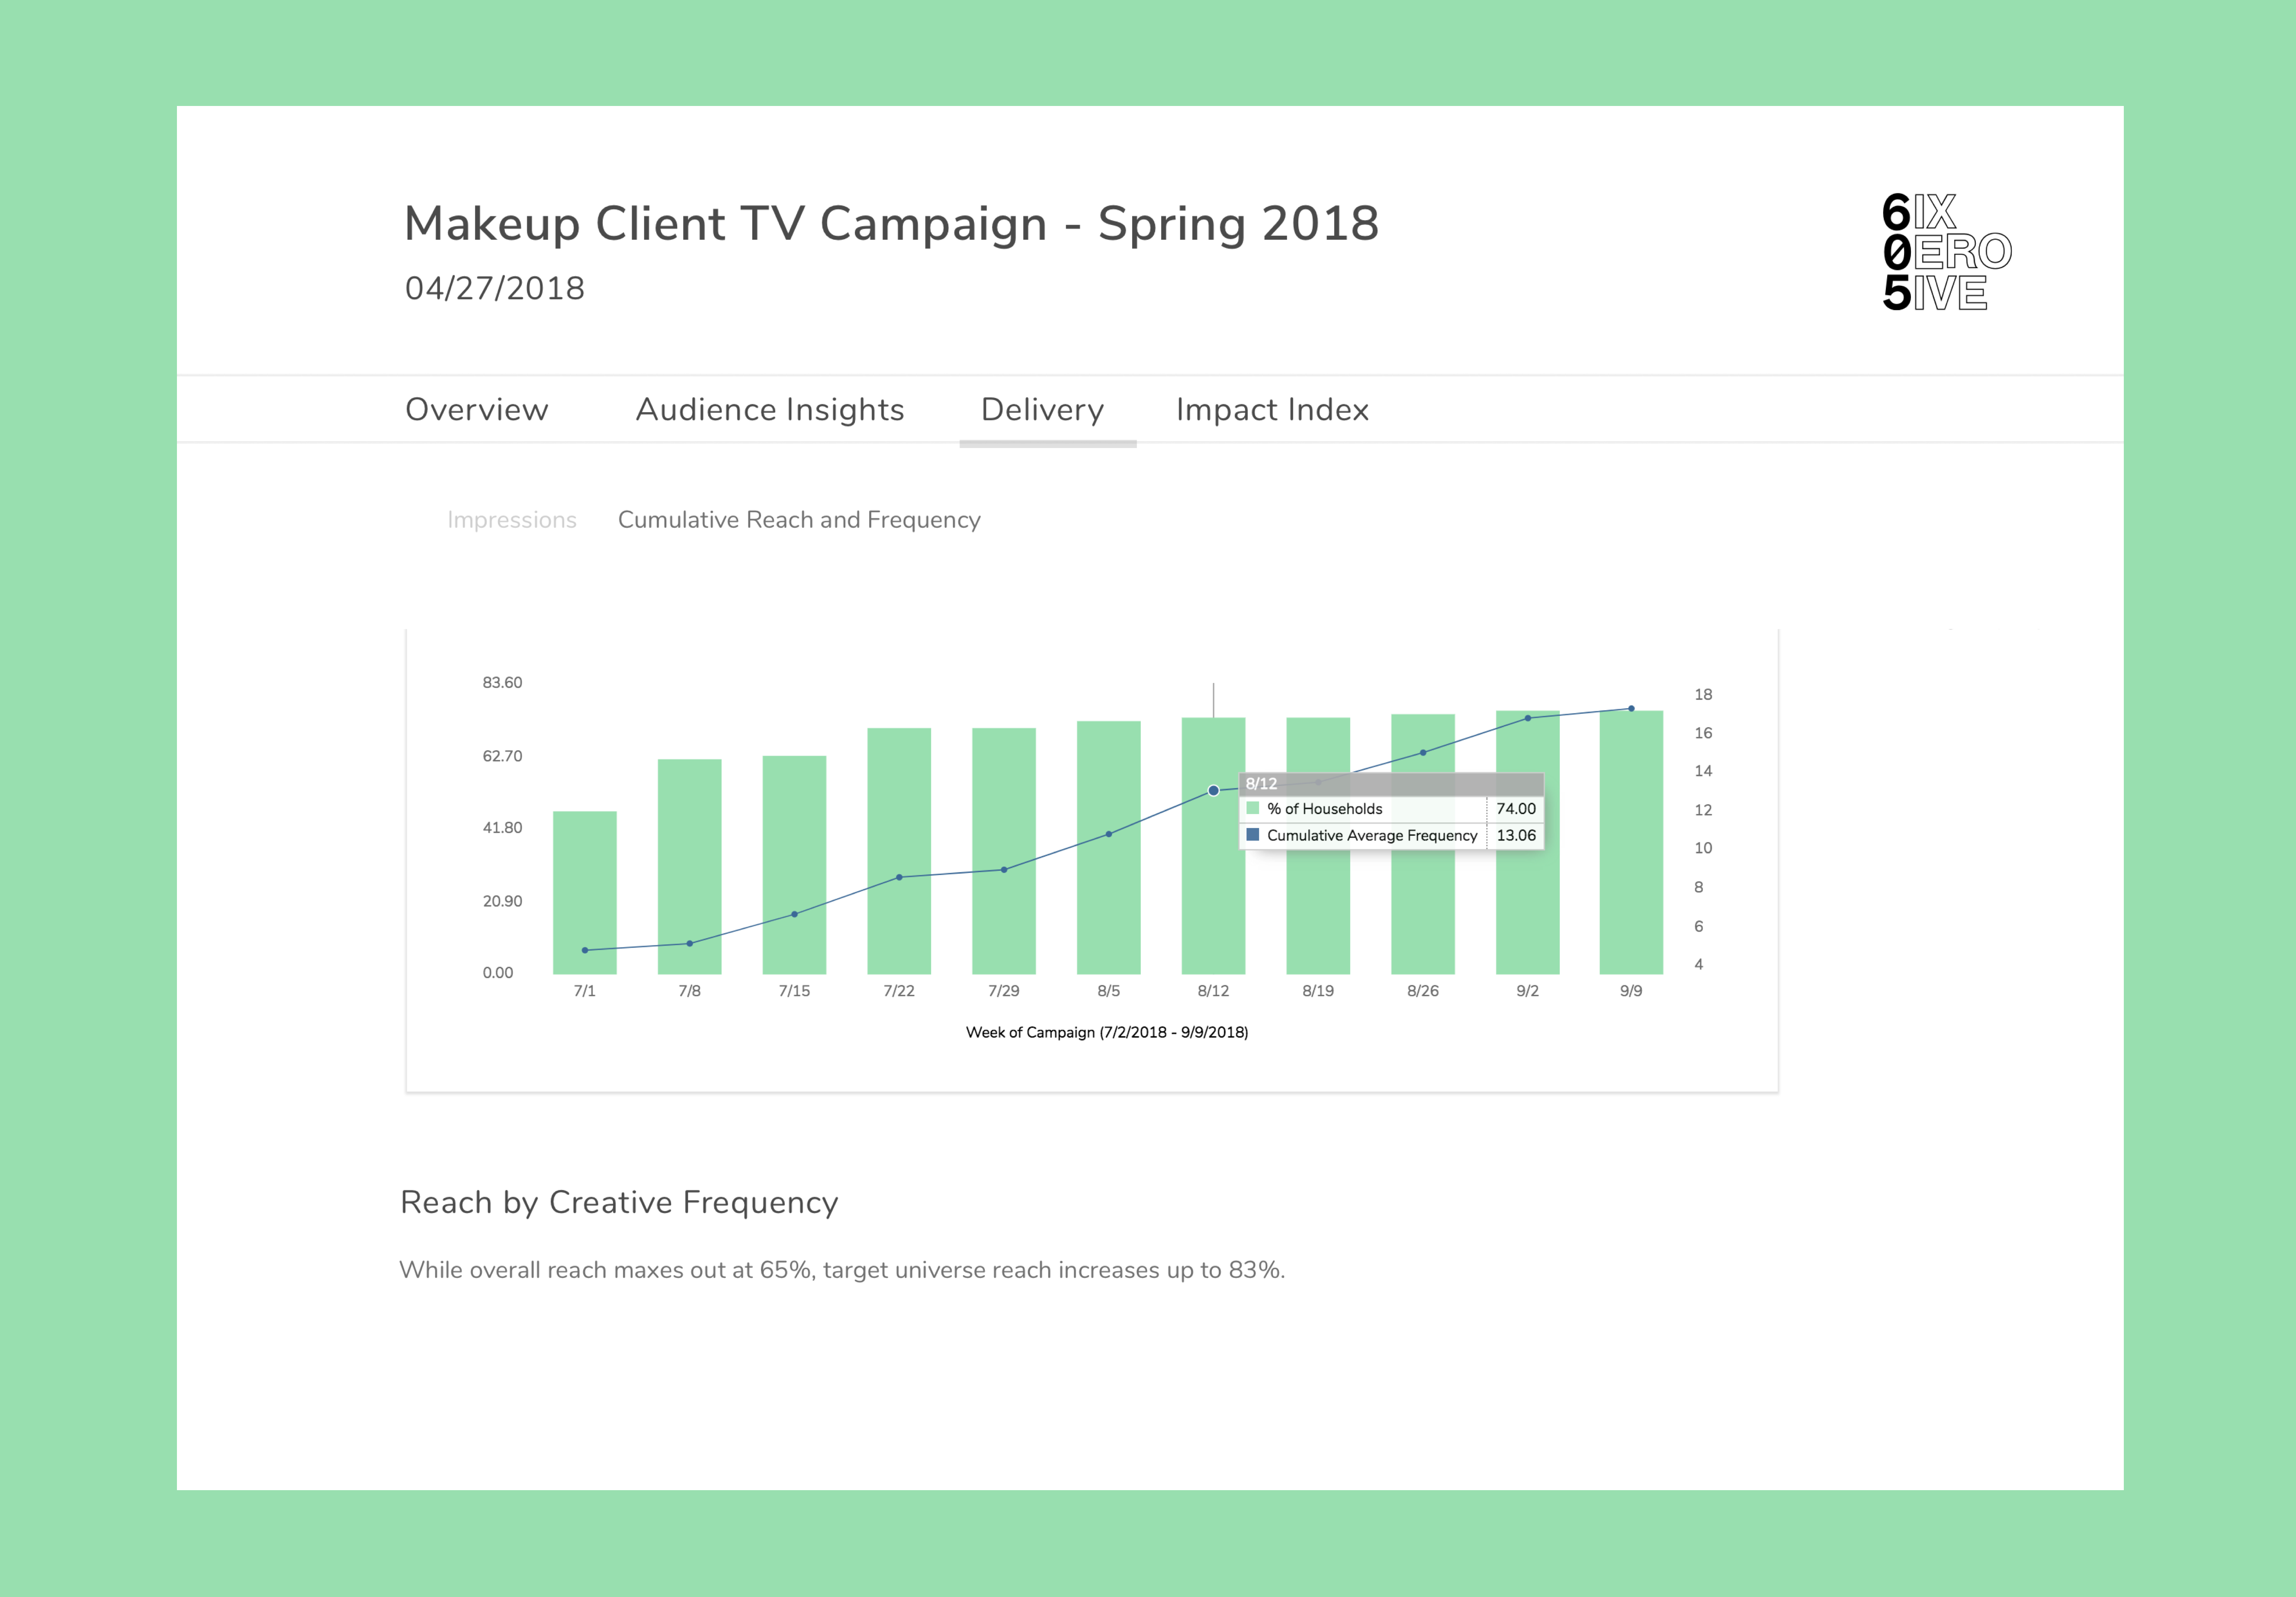 Makeup Client TV Campaign - Spring 2018
04/27/2018
6IX
0ERO
5IVE
Overview Audience Insights Delivery Impact Index
Impressions Cumulative Reach and Frequency
83.60
62.70
41.80
20.90
0.00
18
16
14
12
10
8
6
4
8/12
% of Households 74.00
Cumulative Average Frequency 13.06
7/1 7/8 7/15 7/22 7/29 8/5 8/12 8/19 8/26 9/2 9/9
Week of Campaign (7/2/2018 - 9/9/2018)
Reach by Creative Frequency
While overall reach maxes out at 65%, target universe reach increases up to 83%.